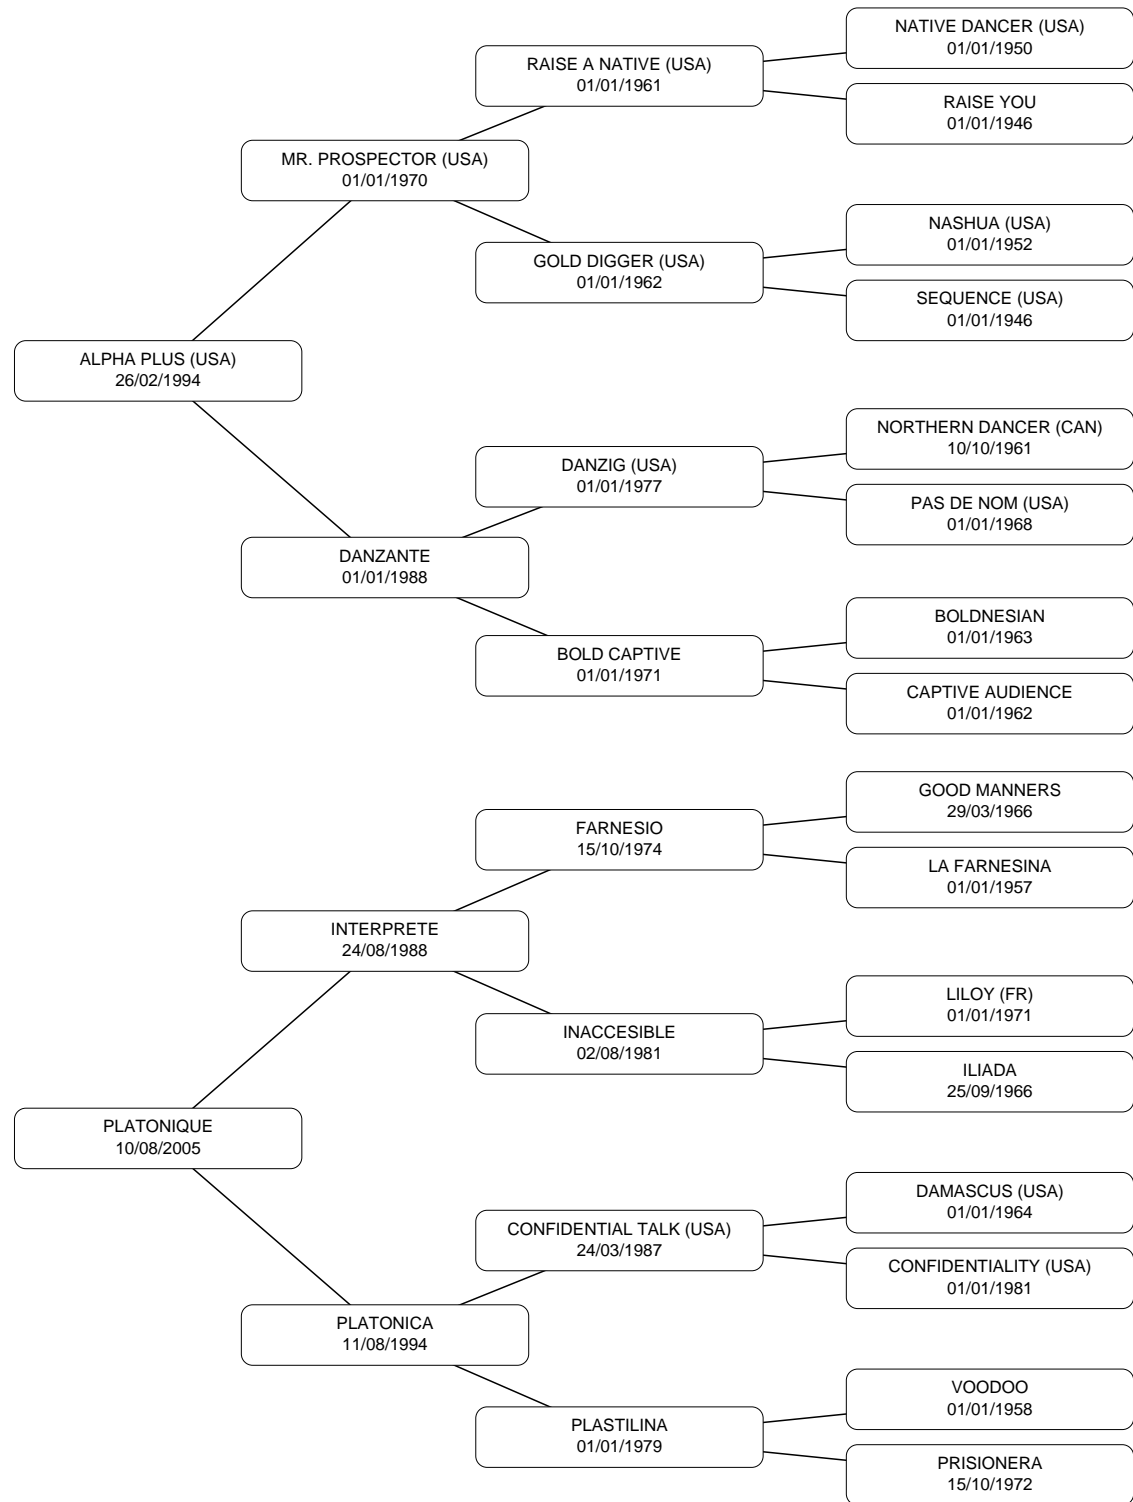 NATIVE DANCER (USA)
01/01/1950
RAISE A NATIVE (USA)
01/01/1961
RAISE YOU
01/01/1946
MR. PROSPECTOR (USA)
01/01/1970
NASHUA (USA)
01/01/1952
GOLD DIGGER (USA)
01/01/1962
SEQUENCE (USA)
01/01/1946
ALPHA PLUS (USA)
26/02/1994
NORTHERN DANCER (CAN)
10/10/1961
DANZIG (USA)
01/01/1977
PAS DE NOM (USA)
01/01/1968
DANZANTE
01/01/1988
BOLDNESIAN
01/01/1963
BOLD CAPTIVE
01/01/1971
CAPTIVE AUDIENCE
01/01/1962
GOOD MANNERS
29/03/1966
FARNESIO
15/10/1974
LA FARNESINA
01/01/1957
INTERPRETE
24/08/1988
LILOY (FR)
01/01/1971
INACCESIBLE
02/08/1981
ILIADA
25/09/1966
PLATONIQUE
10/08/2005
DAMASCUS (USA)
01/01/1964
CONFIDENTIAL TALK (USA)
24/03/1987
CONFIDENTIALITY (USA)
01/01/1981
PLATONICA
11/08/1994
VOODOO
01/01/1958
PLASTILINA
01/01/1979
PRISIONERA
15/10/1972